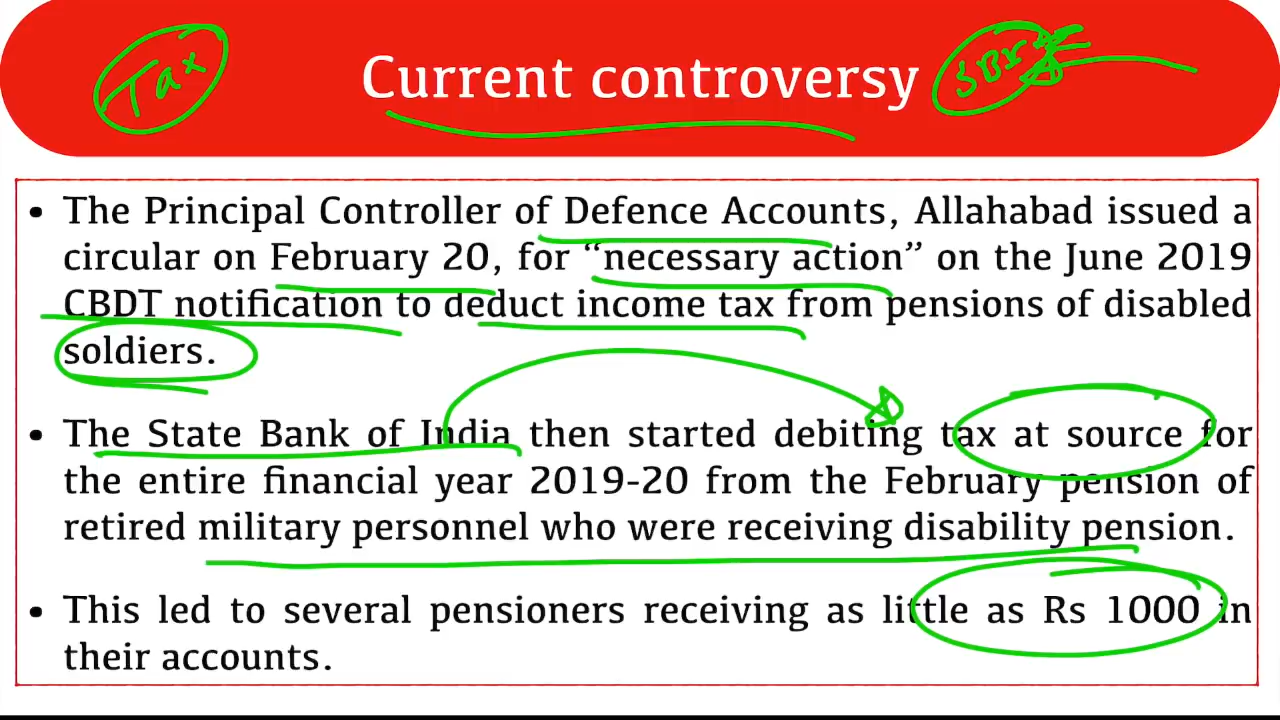 Tax
Current controversy
SBI
• The Principal Controller of Defence Accounts, Allahabad issued a
circular on February 20, for “necessary action” on the June 2019
CBDT notification to deduct income tax from pensions of disabled
soldiers.
• The State Bank of India then started debiting tax at source for
the entire financial year 2019-20 from the February pension of
retired military personnel who were receiving disability pension.
• This led to several pensioners receiving as little as Rs 1000 in
their accounts.